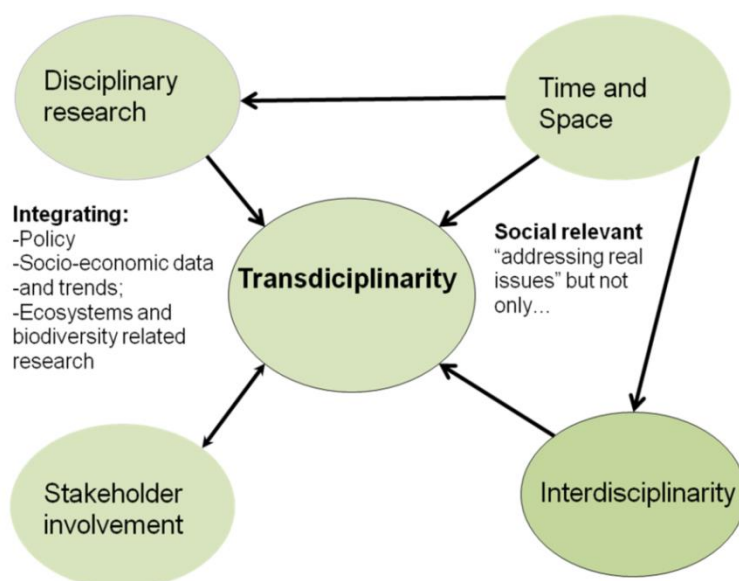 Disciplinary
research
Time and
Space
Integrating:
-Policy
-Socio-economic data
-and trends;
-Ecosystems and
biodiversity related
research
Transdiciplinarity
Social relevant
“addressing real
issues” but not
only…
Stakeholder
involvement
Interdisciplinarity